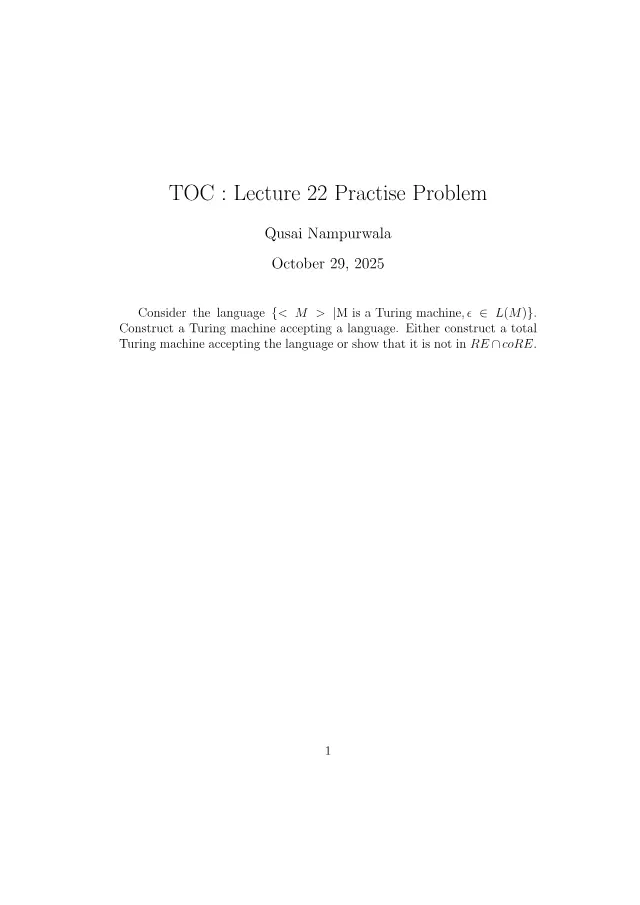 TOC : Lecture 22 Practise Problem
Qusai Nampurwala
October 29, 2025
Consider the language {< M > |M is a Turing machine, ϵ ∈ L(M)}.
Construct a Turing machine accepting a language. Either construct a total
Turing machine accepting the language or show that it is not in RE ∩ coRE.
1